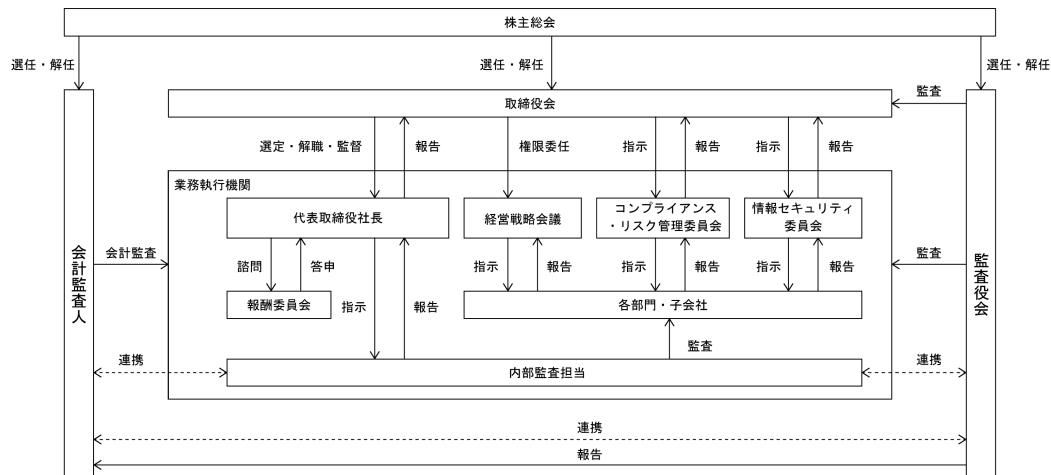 株主総会
選任・解任
選任・解任
選任・解任
取締役会
監査
選定・解職・監督
報告
権限委任
指示
報告
指示
報告
業務執行機関
代表取締役社長
経営戦略会議
コンプライアンス
・リスク管理委員会
情報セキュリティ
委員会
会計監査人
会計監査
諮問
答申
指示
報告
指示
報告
指示
報告
監査
監査役会
報酬委員会
指示
報告
各部門・子会社
監査
連携
内部監査担当
連携
連携
報告